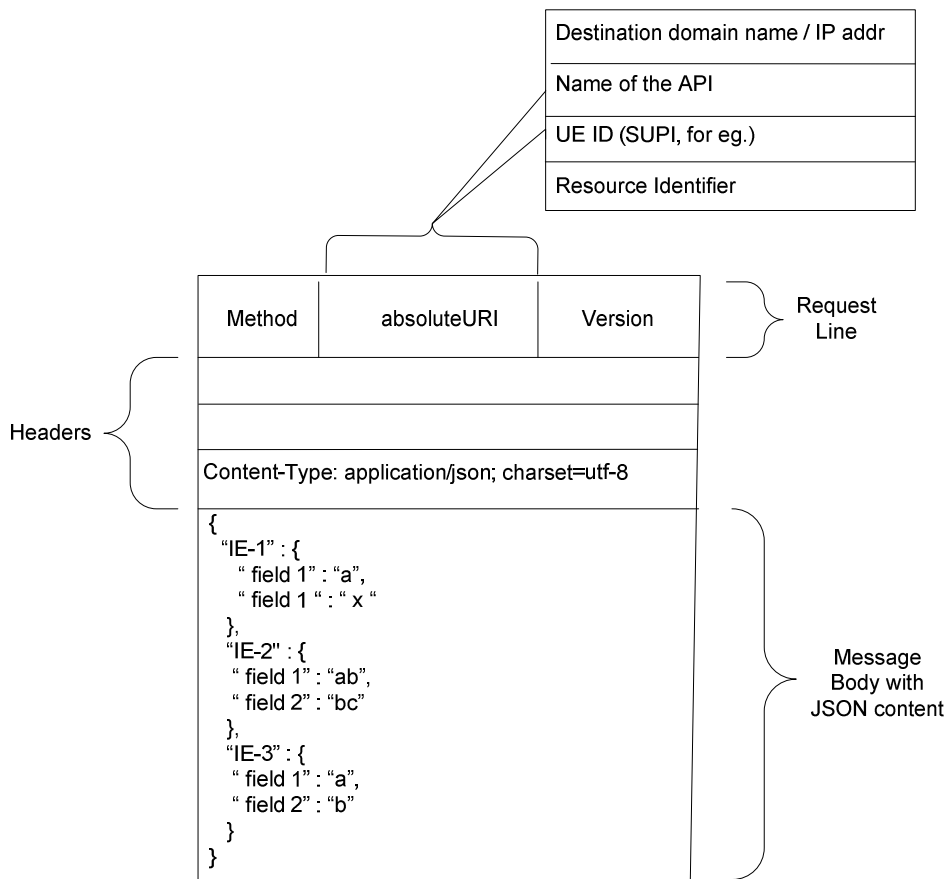 Destination domain name / IP addr
Name of the API
UE ID (SUPI, for eg.)
Resource Identifier
Method
absoluteURI
Version
Request
Line
Headers
Content-Type: application/json; charset=utf-8
{
“IE-1” : {
“ field 1” : “a”,
“ field 1 “ : “ x “
},
“IE-2" : {
“ field 1” : “ab”,
“ field 2” : “bc”
},
“IE-3” : {
“ field 1” : “a”,
“ field 2” : “b”
}
}
Message
Body with
JSON content